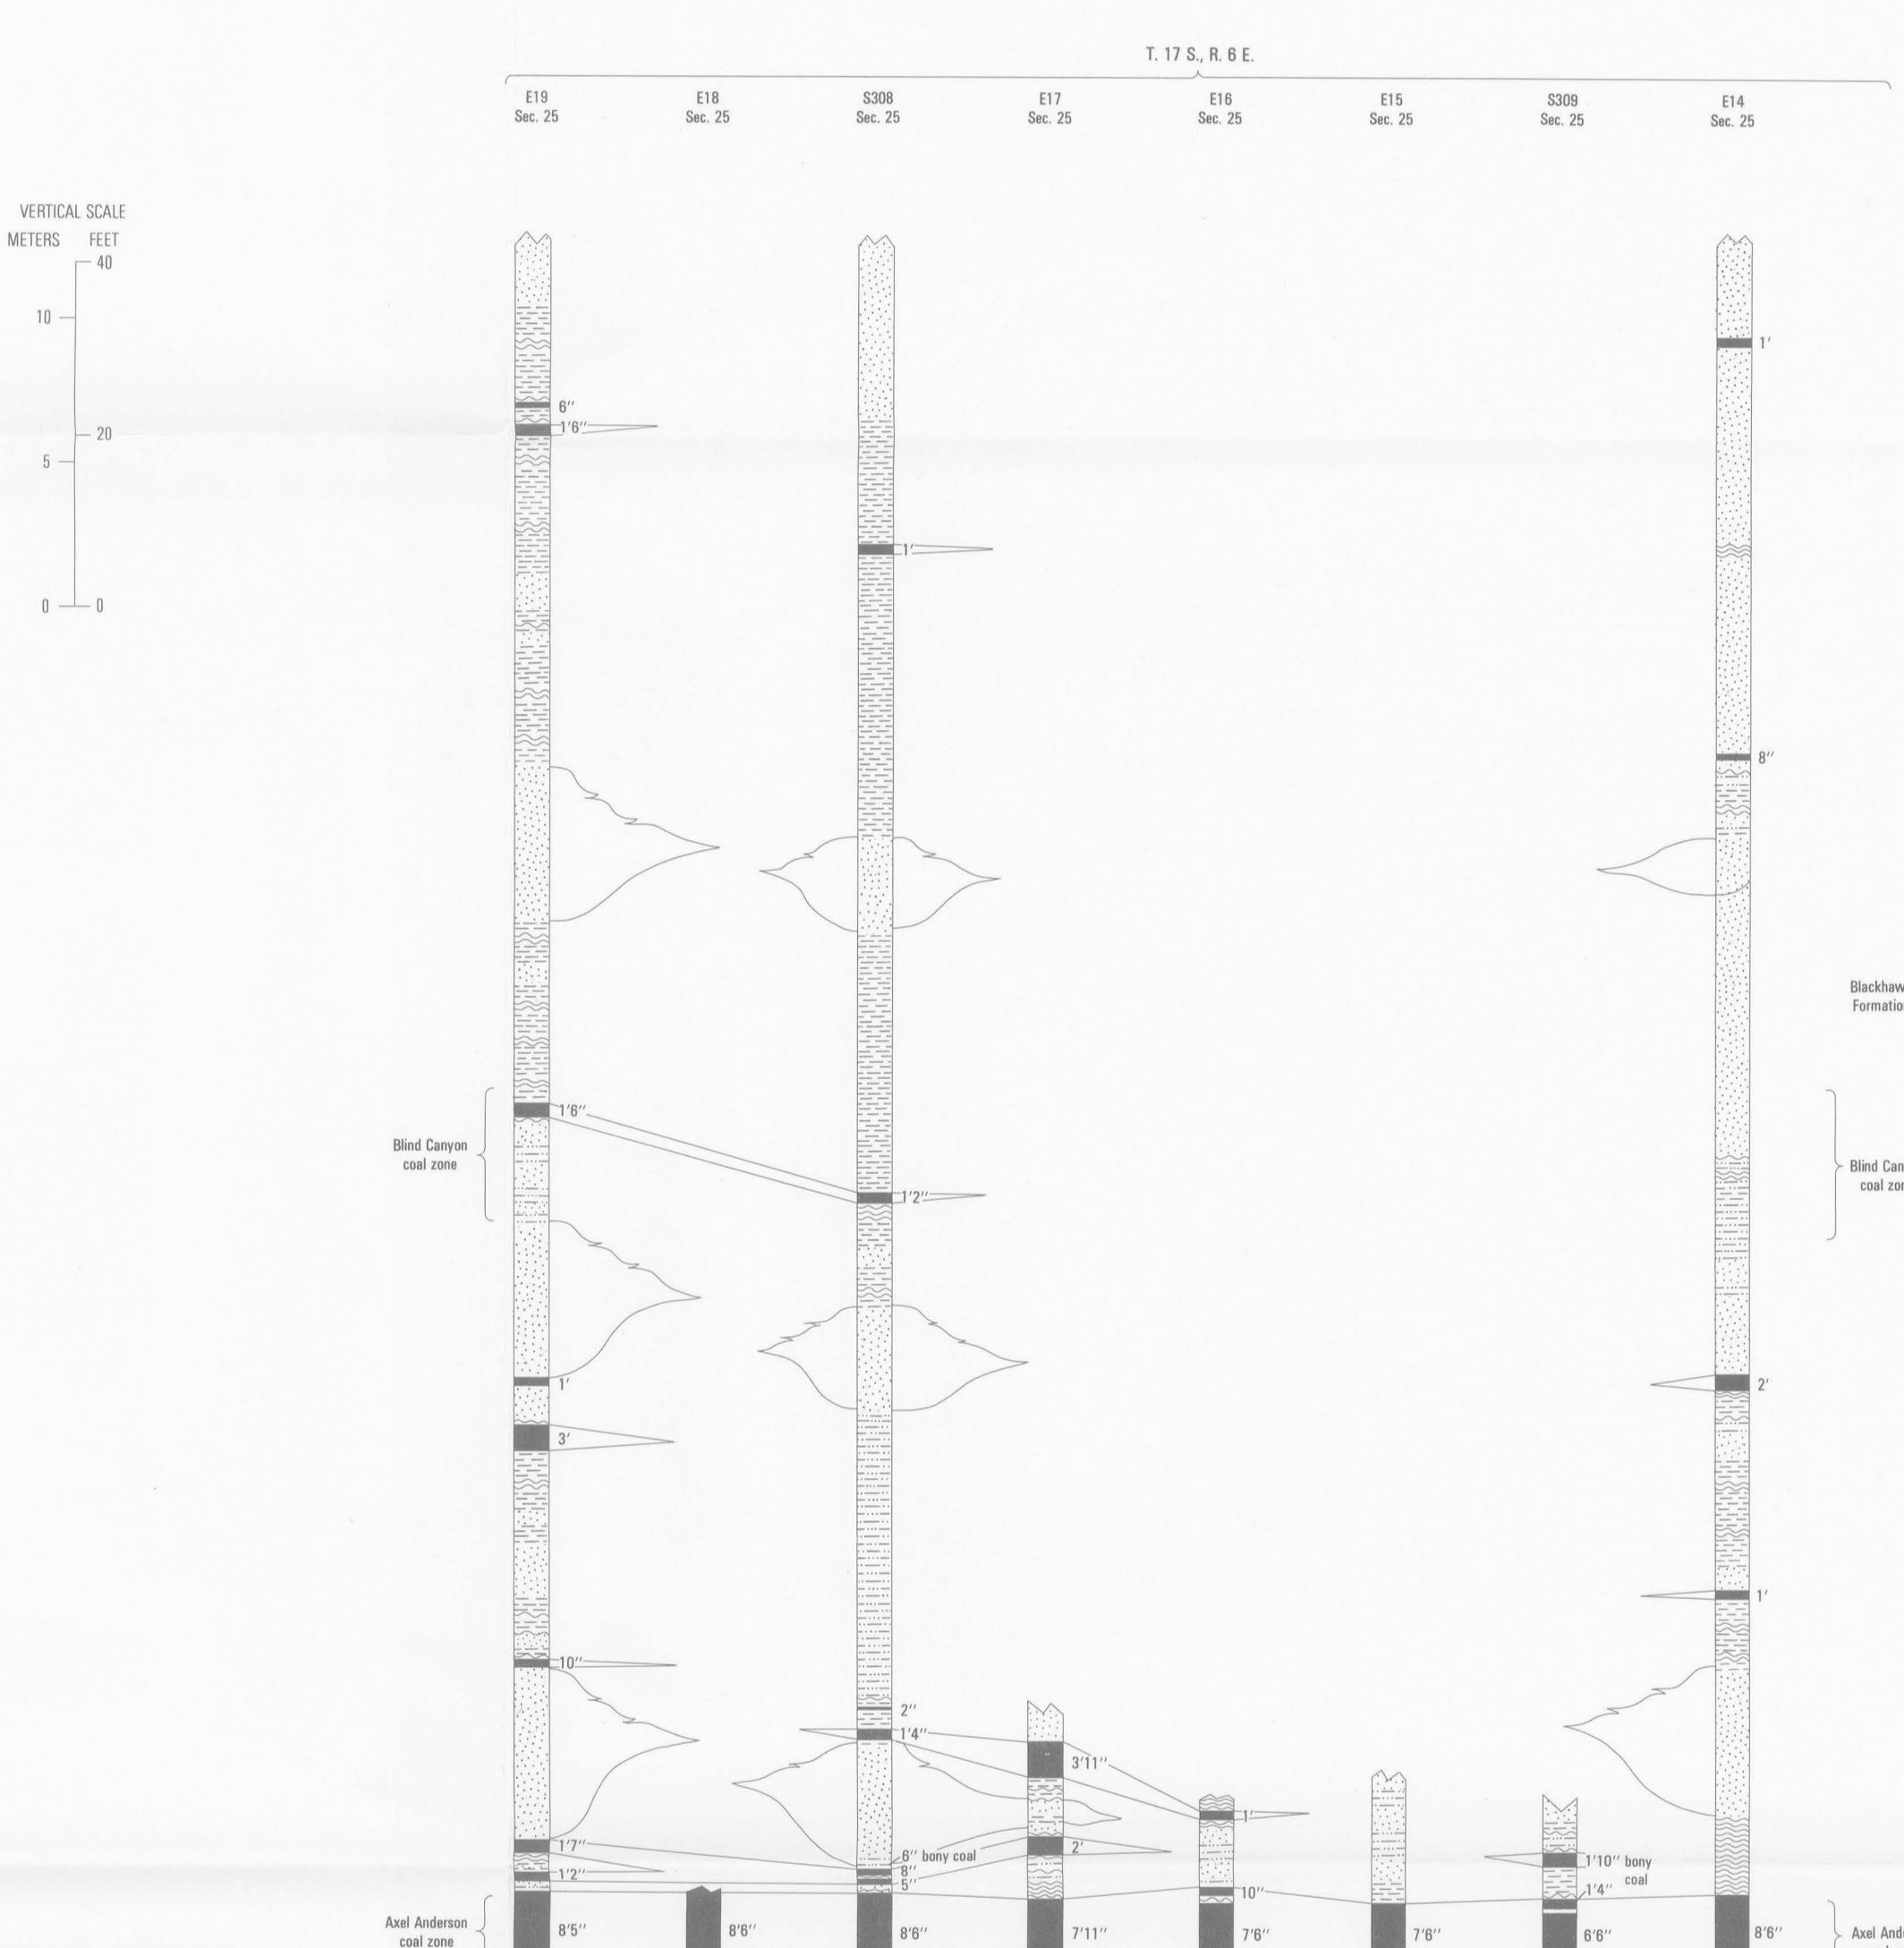 T. 17 S., R. 6 E.
E19
Sec. 25
E18
Sec. 25
S308
Sec. 25
E17
Sec. 25
E16
Sec. 25
E15
Sec. 25
S309
Sec. 25
E14
Sec. 25
VERTICAL SCALE
METERS FEET
40
10
20
5
0 0
6''
1'6''
1'6''
1'
3'
10''
1'7''
1'2''
8'5''
8'6''
1'
1'2''
2''
1'4''
6'' bony coal
8''
5''
8'6''
3'11''
2'
7'11''
1'
10''
7'6''
7'6''
1'10'' bony
coal
1'4''
6'6''
1'
8''
2'
1'
8'6''
Blind Canyon
coal zone
Axel Anderson
coal zone
Blackhaw
Formatio
Blind Can
coal zor
Axel And